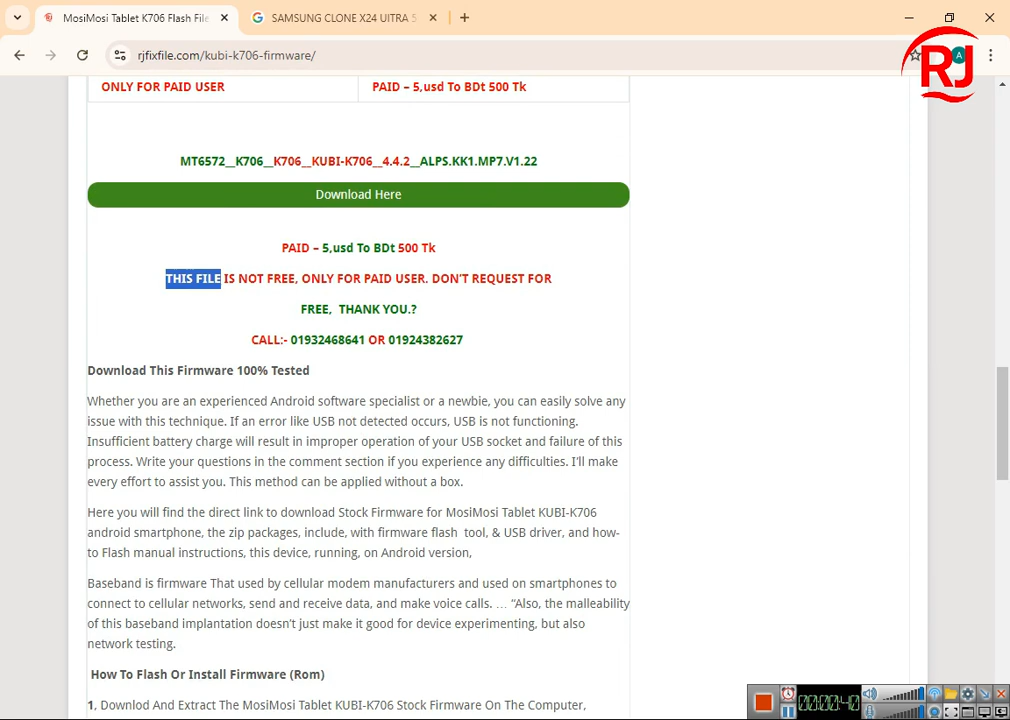 MosiMosi Tablet K706 Flash File
SAMSUNG CLONE X24 UITRA 5
rjfixfile.com/kubi-k706-firmware/
A
RJ
ONLY FOR PAID USER
PAID – 5,usd To BDt 500 Tk
MT6572__K706__K706__KUBI-K706__4.4.2__ALPS.KK1.MP7.V1.22
Download Here
PAID – 5,usd To BDt 500 Tk
THIS FILE IS NOT FREE, ONLY FOR PAID USER. DON'T REQUEST FOR
FREE,  THANK YOU.?
CALL:- 01932468641 OR 01924382627
Download This Firmware 100% Tested
Whether you are an experienced Android software specialist or a newbie, you can easily solve any
issue with this technique. If an error like USB not detected occurs, USB is not functioning.
Insufficient battery charge will result in improper operation of your USB socket and failure of this
process. Write your questions in the comment section if you experience any difficulties. I'll make
every effort to assist you. This method can be applied without a box.
Here you will find the direct link to download Stock Firmware for MosiMosi Tablet KUBI-K706
android smartphone, the zip packages, include, with firmware flash  tool, & USB driver, and how-
to Flash manual instructions, this device, running, on Android version,
Baseband is firmware That used by cellular modem manufacturers and used on smartphones to
connect to cellular networks, send and receive data, and make voice calls. … “Also, the malleability
of this baseband implantation doesn't just make it good for device experimenting, but also
network testing.
How To Flash Or Install Firmware (Rom)
1, Downlod And Extract The MosiMosi Tablet KUBI-K706 Stock Firmware On The Computer,
00:00:40